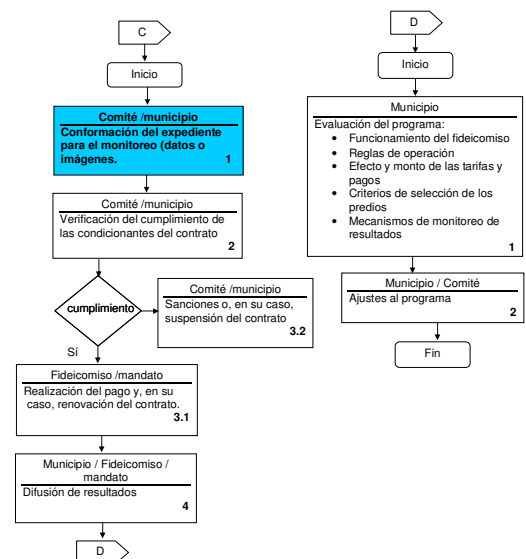 C
Inicio
Comité /municipio
Conformación del expediente
para el monitoreo (datos o
imágenes.
1
Comité /municipio
Verificación del cumplimiento de
las condicionantes del contrato
2
cumplimiento
Comité /municipio
Sanciones o, en su caso,
suspensión del contrato
3.2
Sí
Fideicomiso /mandato
Realización del pago y, en su
caso, renovación del contrato.
3.1
Municipio / Fideicomiso /
mandato
Difusión de resultados
4
D
D
Inicio
Municipio
Evaluación del programa:
• Funcionamiento del fideicomiso
• Reglas de operación
• Efecto y monto de las tarifas y
pagos
• Criterios de selección de los
predios
• Mecanismos de monitoreo de
resultados
1
Municipio / Comité
Ajustes al programa
2
Fin